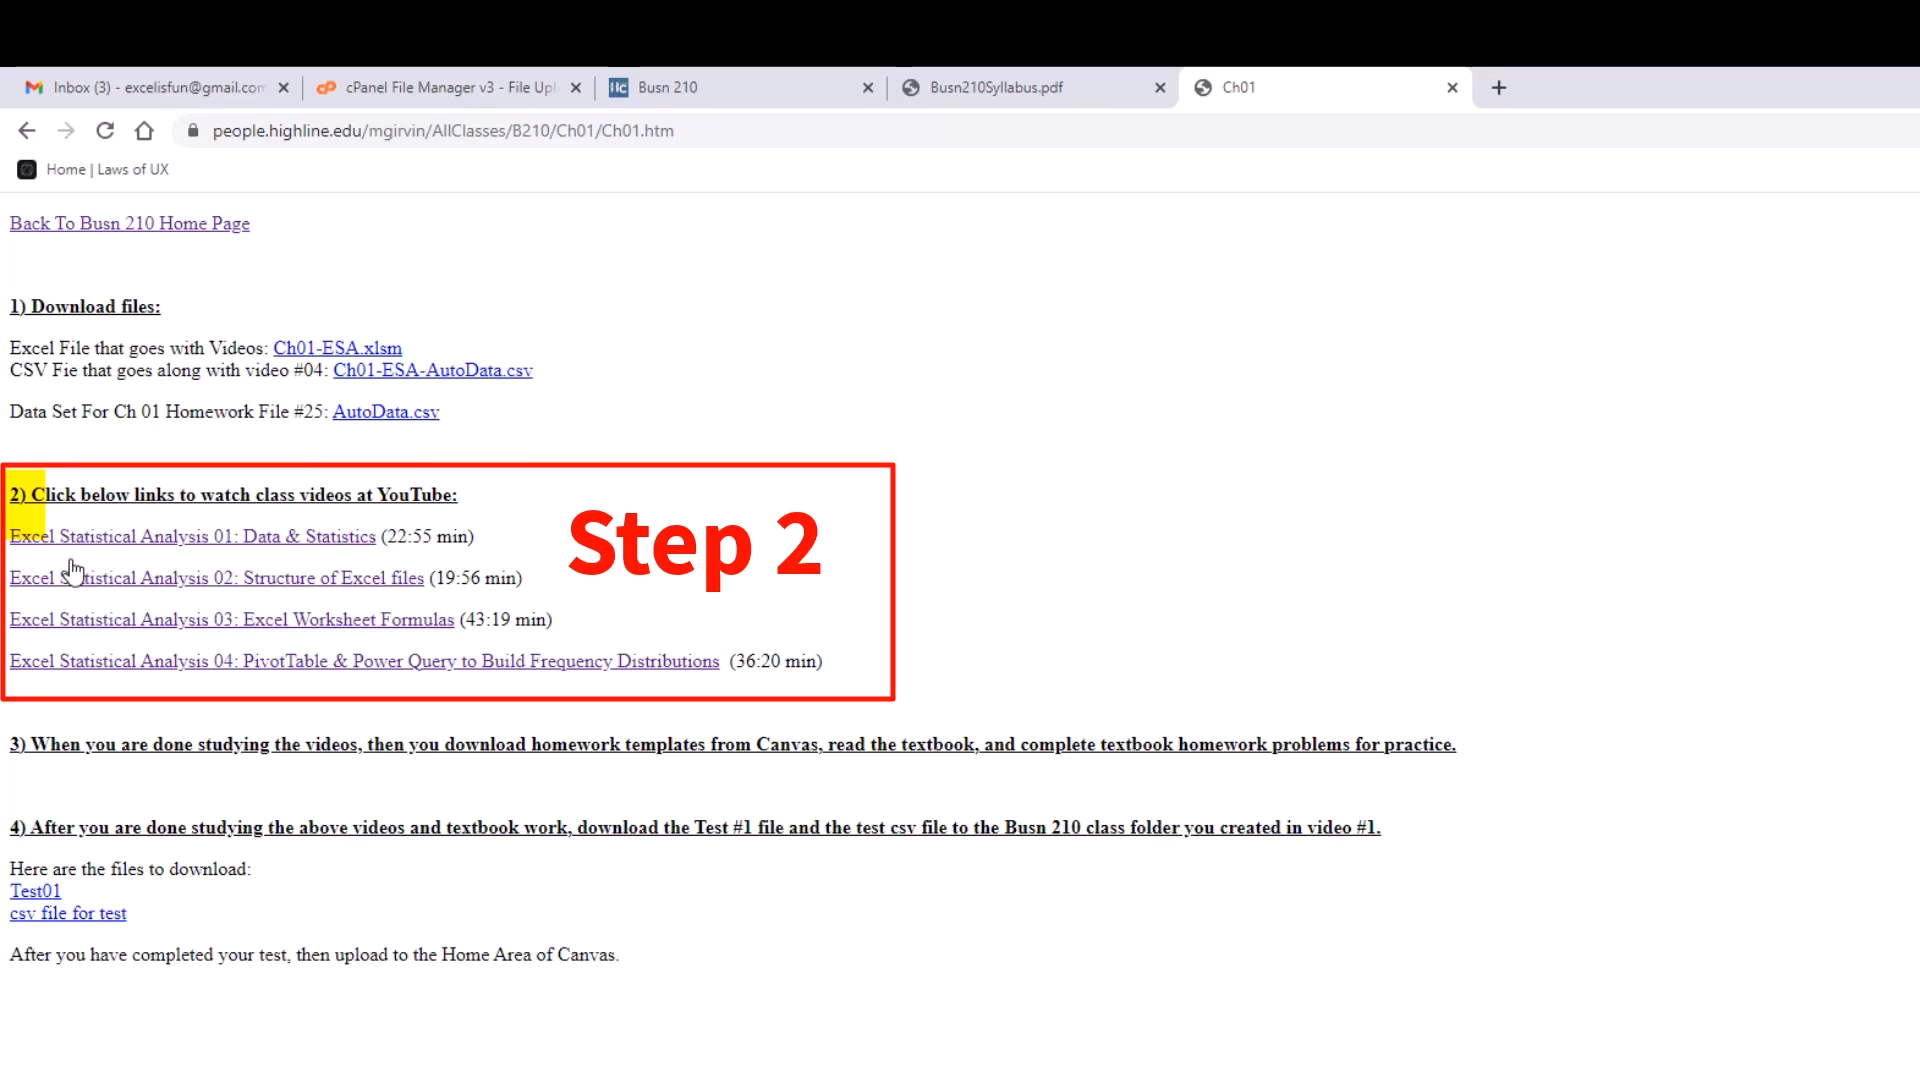 Inbox (3) - excelisfun@gmail.con
cPanel File Manager v3 - File Upl
Busn 210
Busn210Syllabus.pdf
Ch01
people.highline.edu/mgirvin/AllClasses/B210/Ch01/Ch01.htm
Home | Laws of UX
Back To Busn 210 Home Page
1) Download files:
Excel File that goes with Videos: Ch01-ESA.xlsm
CSV Fie that goes along with video #04: Ch01-ESA-AutoData.csv
Data Set For Ch 01 Homework File #25: AutoData.csv
2) Click below links to watch class videos at YouTube:
Excel Statistical Analysis 01: Data & Statistics (22:55 min)
Step 2
Excel Statistical Analysis 02: Structure of Excel files (19:56 min)
Excel Statistical Analysis 03: Excel Worksheet Formulas (43:19 min)
Excel Statistical Analysis 04: PivotTable & Power Query to Build Frequency Distributions (36:20 min)
3) When you are done studying the videos, then you download homework templates from Canvas, read the textbook, and complete textbook homework problems for practice.
4) After you are done studying the above videos and textbook work, download the Test #1 file and the test csv file to the Busn 210 class folder you created in video #1.
Here are the files to download:
Test01
csv file for test
After you have completed your test, then upload to the Home Area of Canvas.